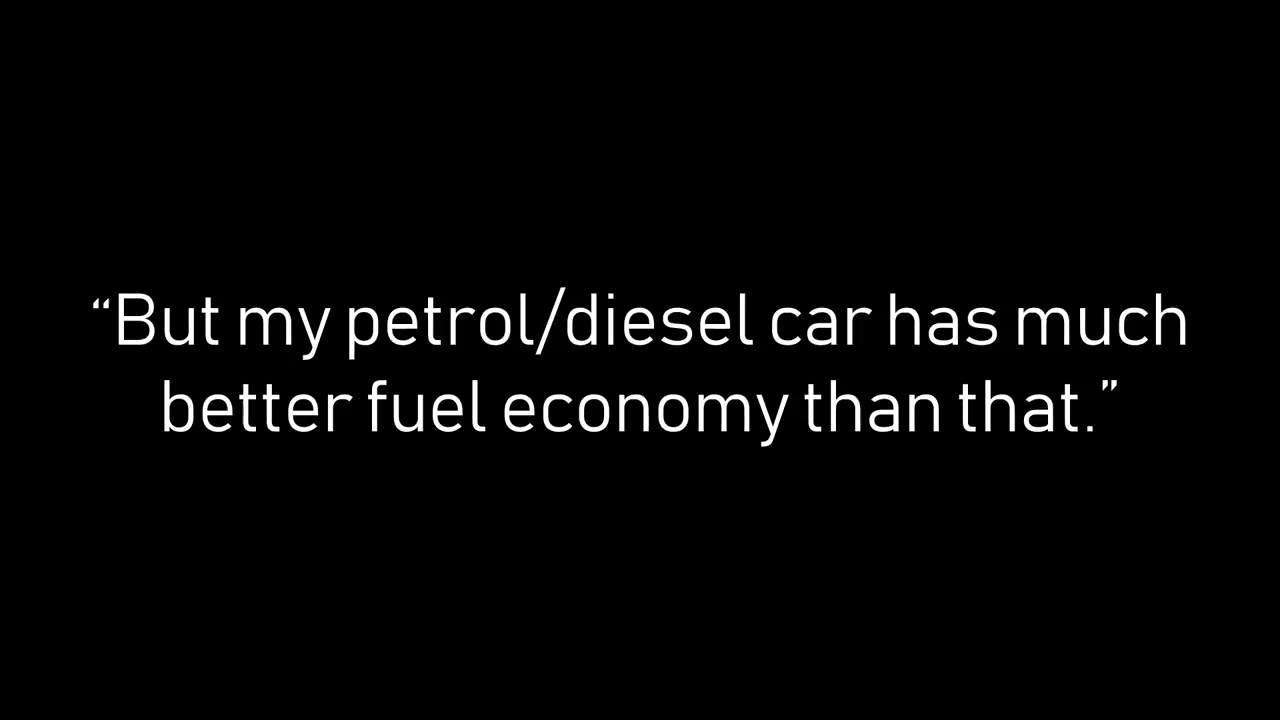 “But my petrol/diesel car has much
better fuel economy than that.”